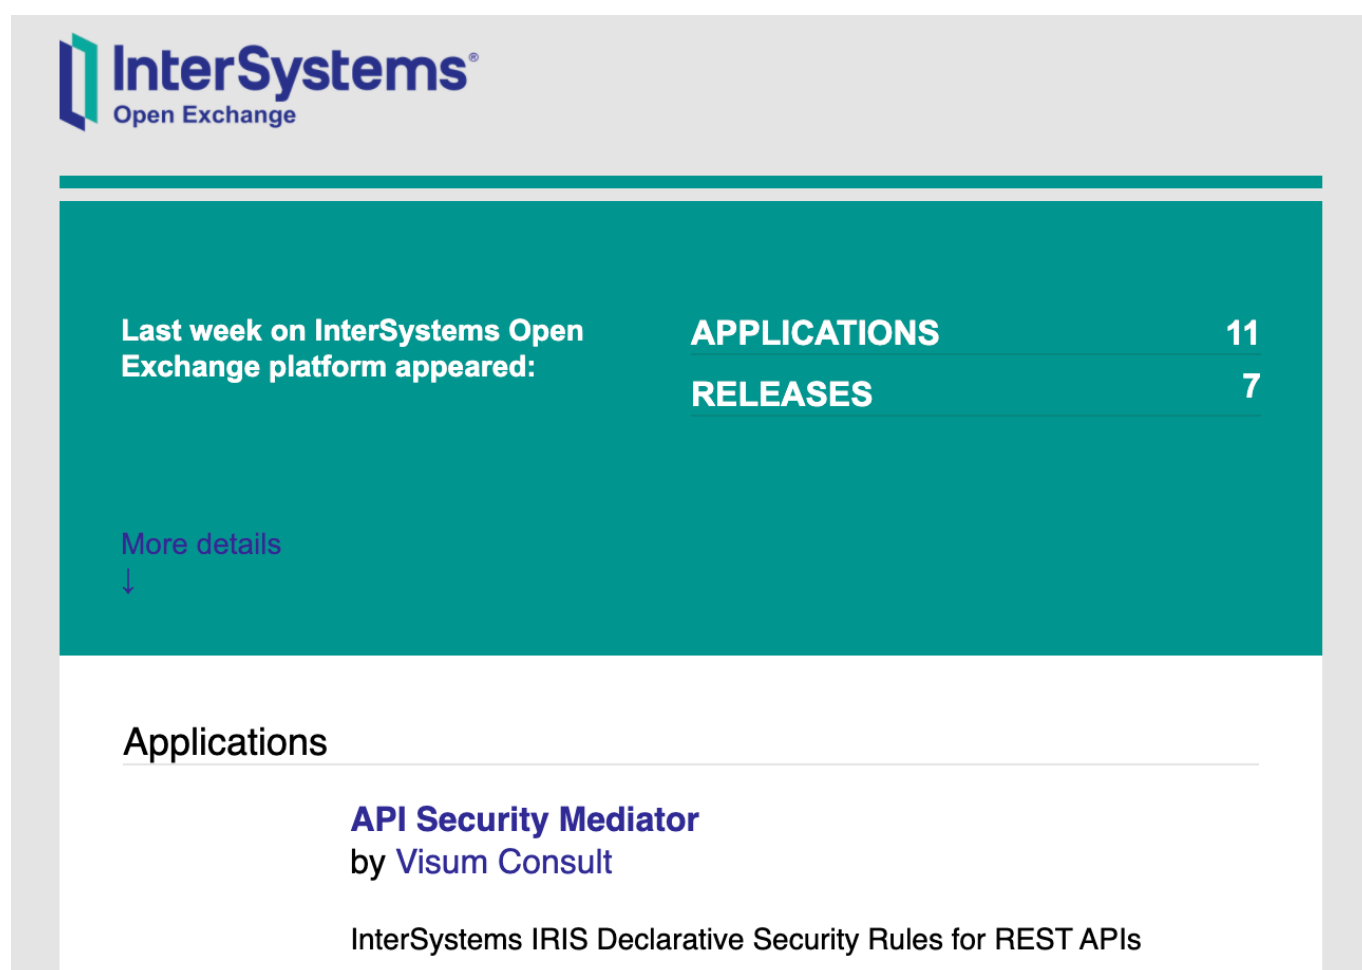 InterSystems®
Open Exchange
Last week on InterSystems Open
Exchange platform appeared:
APPLICATIONS 11
RELEASES 7
More details
↓
Applications
API Security Mediator
by Visum Consult
InterSystems IRIS Declarative Security Rules for REST APIs